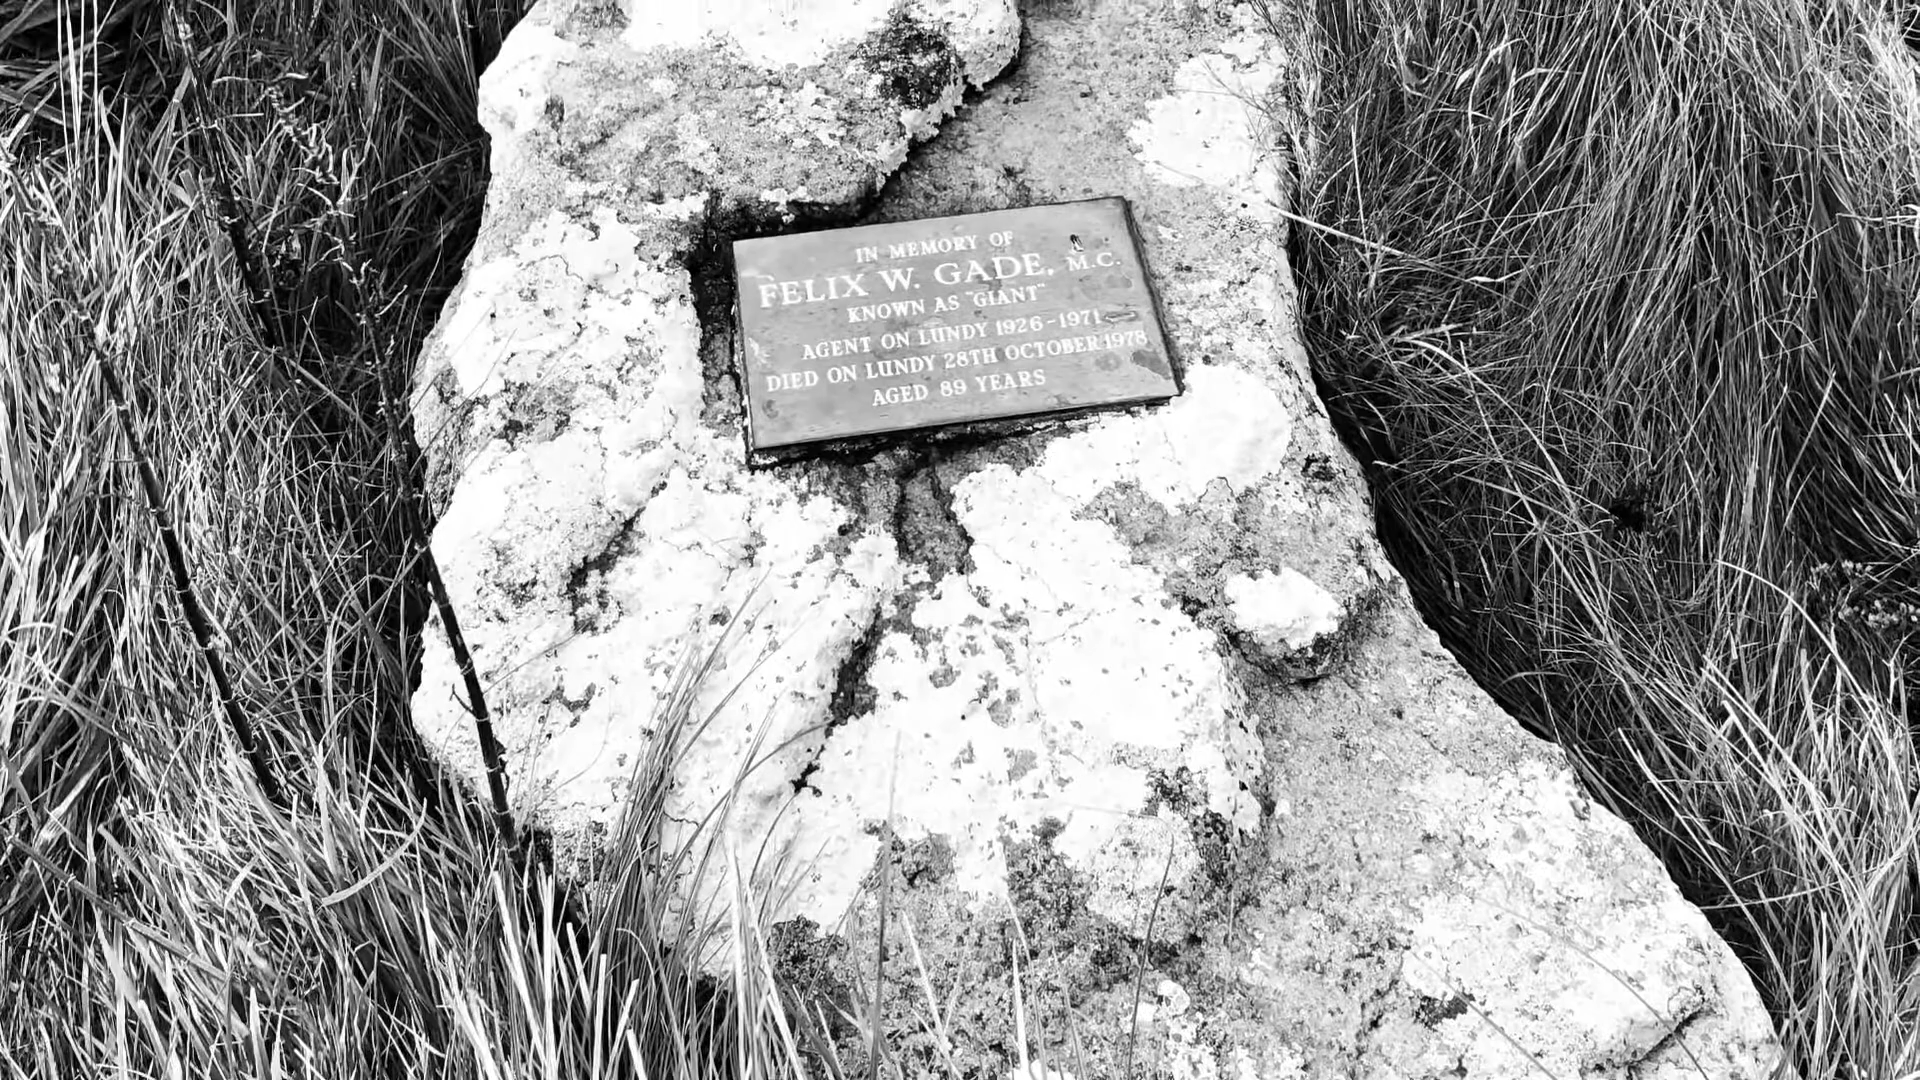 IN MEMORY OF
FELIX W. GADE, M.C.
KNOWN AS "GIANT"
AGENT ON LUNDY 1926-1971
DIED ON LUNDY 28TH OCTOBER 1978
AGED 89 YEARS